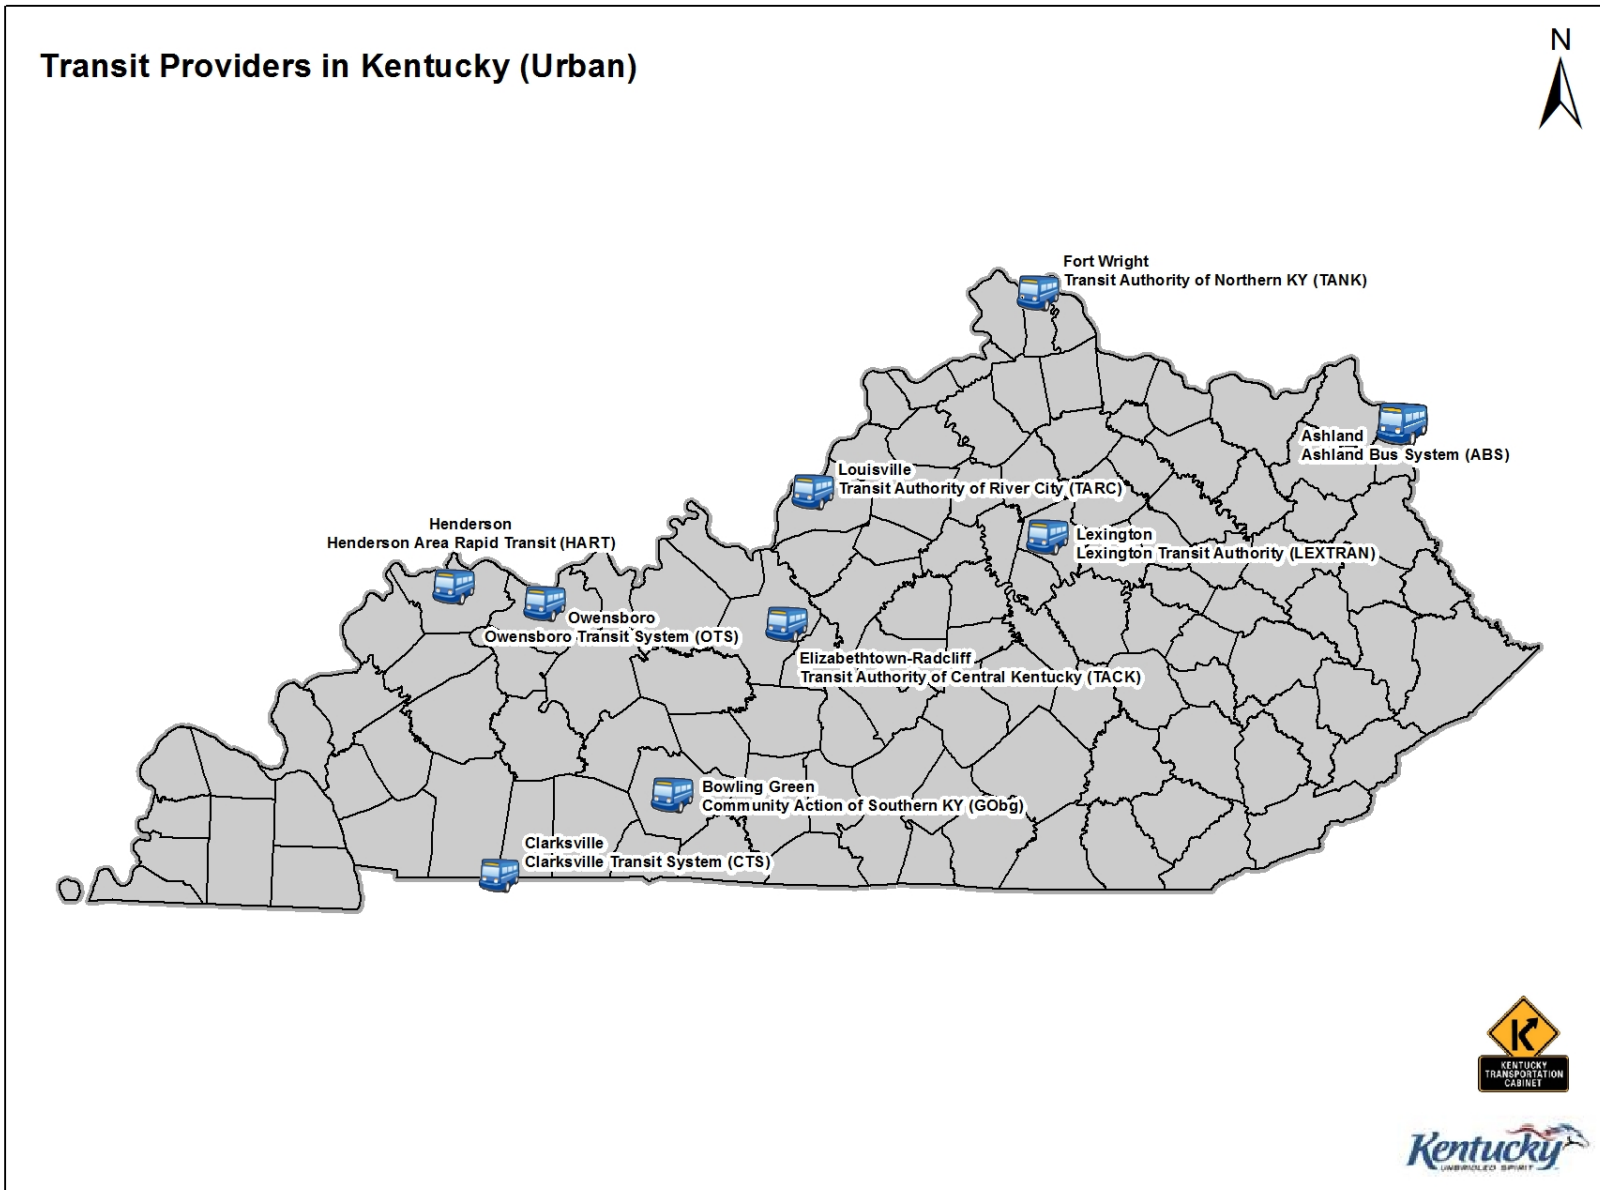 N
Transit Providers in Kentucky (Urban)
Fort Wright
Transit Authority of Northern KY (TANK)
Ashland
Ashland Bus System (ABS)
Louisville
Transit Authority of River City (TARC)
Henderson
Henderson Area Rapid Transit (HART)
Lexington
Lexington Transit Authority (LEXTRAN)
Owensboro
Owensboro Transit System (OTS)
Elizabethtown-Radcliff
Transit Authority of Central Kentucky (TACK)
Bowling Green
Community Action of Southern KY (GObg)
Clarksville
Clarksville Transit System (CTS)
K
KENTUCKY
TRANSPORTATION
CABINET
Kentucky
UNBRIDLED SPIRIT